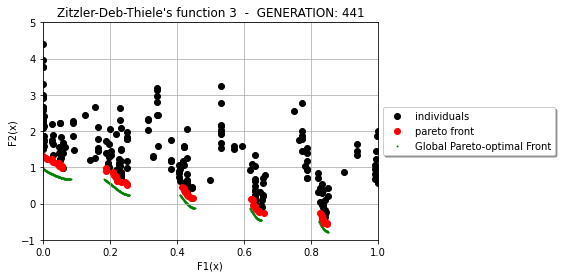 Zitzler-Deb-Thiele's function 3 - GENERATION: 441
5
4
3
2
1
0
−1
F2(x)
0.0 0.2 0.4 0.6 0.8 1.0
F1(x)
individuals
pareto front
Global Pareto-optimal Front